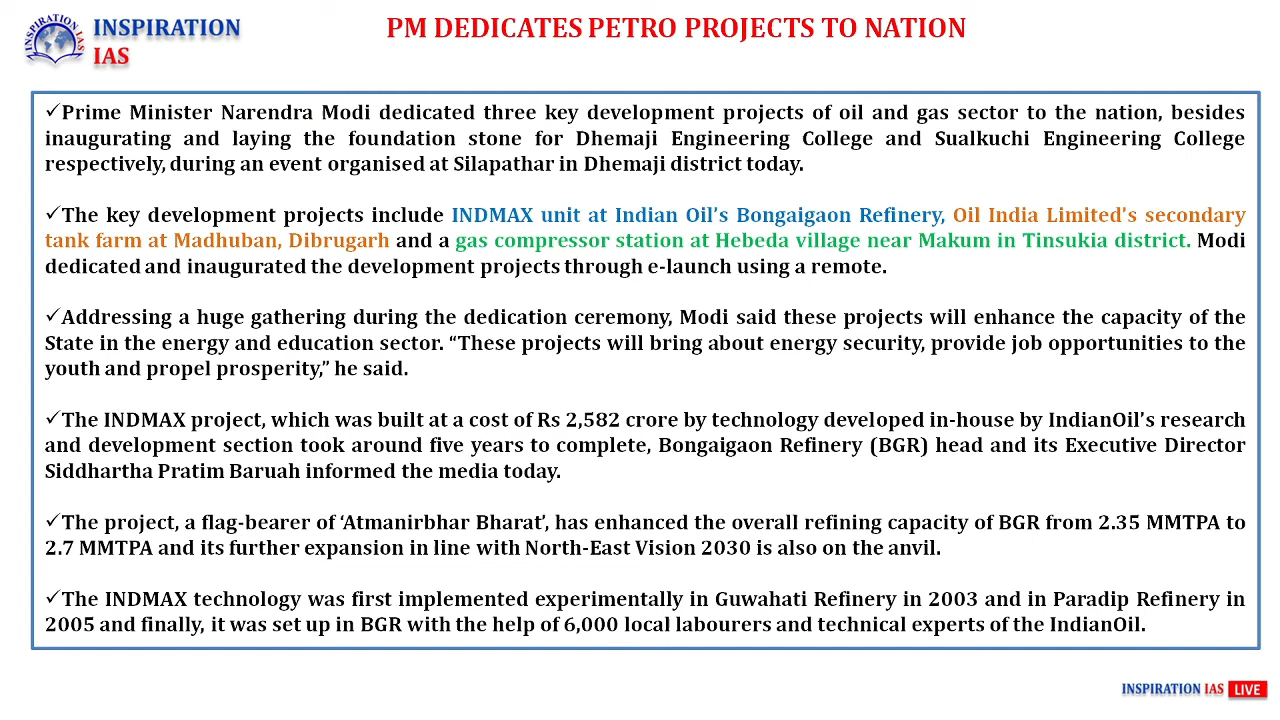 INSPIRATION IAS
INSPIRATION
IAS
PM DEDICATES PETRO PROJECTS TO NATION
✓Prime Minister Narendra Modi dedicated three key development projects of oil and gas sector to the nation, besides
inaugurating and laying the foundation stone for Dhemaji Engineering College and Sualkuchi Engineering College
respectively, during an event organised at Silapathar in Dhemaji district today.
✓The key development projects include INDMAX unit at Indian Oil’s Bongaigaon Refinery, Oil India Limited’s secondary
tank farm at Madhuban, Dibrugarh and a gas compressor station at Hebeda village near Makum in Tinsukia district. Modi
dedicated and inaugurated the development projects through e-launch using a remote.
✓Addressing a huge gathering during the dedication ceremony, Modi said these projects will enhance the capacity of the
State in the energy and education sector. “These projects will bring about energy security, provide job opportunities to the
youth and propel prosperity,” he said.
✓The INDMAX project, which was built at a cost of Rs 2,582 crore by technology developed in-house by IndianOil’s research
and development section took around five years to complete, Bongaigaon Refinery (BGR) head and its Executive Director
Siddhartha Pratim Baruah informed the media today.
✓The project, a flag-bearer of ‘Atmanirbhar Bharat’, has enhanced the overall refining capacity of BGR from 2.35 MMTPA to
2.7 MMTPA and its further expansion in line with North-East Vision 2030 is also on the anvil.
✓The INDMAX technology was first implemented experimentally in Guwahati Refinery in 2003 and in Paradip Refinery in
2005 and finally, it was set up in BGR with the help of 6,000 local labourers and technical experts of the IndianOil.
INSPIRATION IAS LIVE